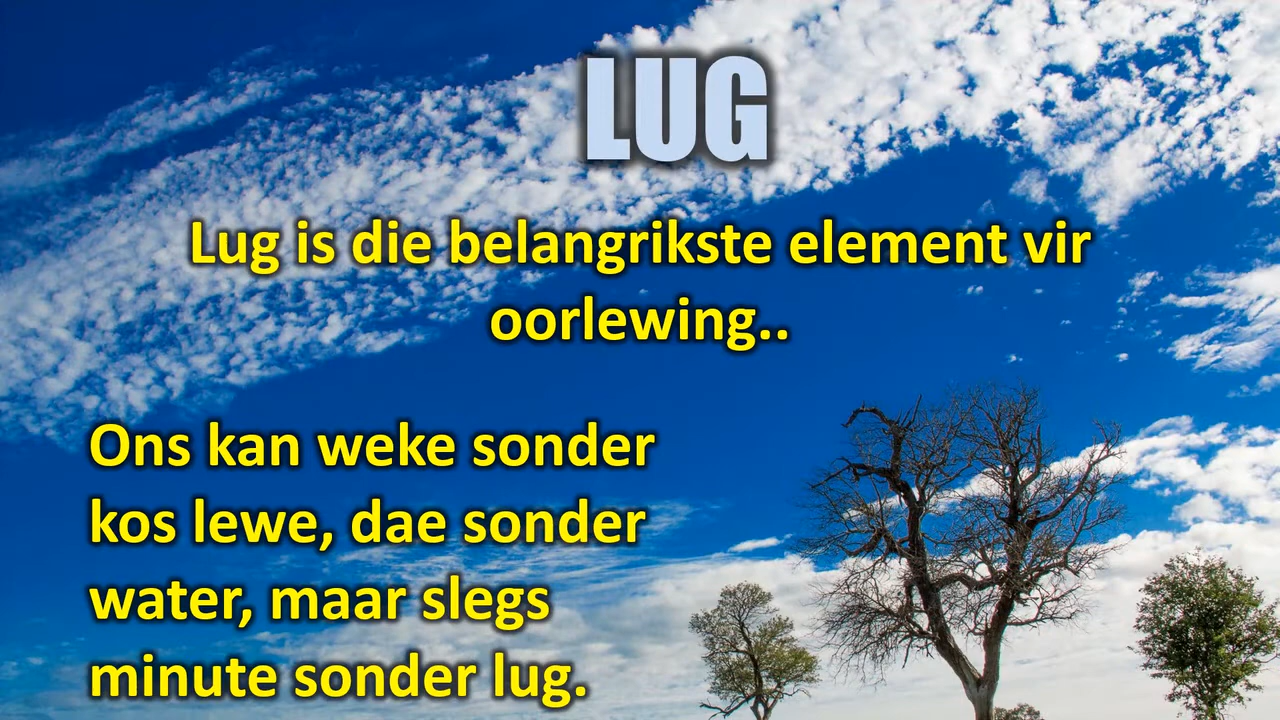 LUG
Lug is die belangrikste element vir
oorlewing..
Ons kan weke sonder
kos lewe, dae sonder
water, maar slegs
minute sonder lug.